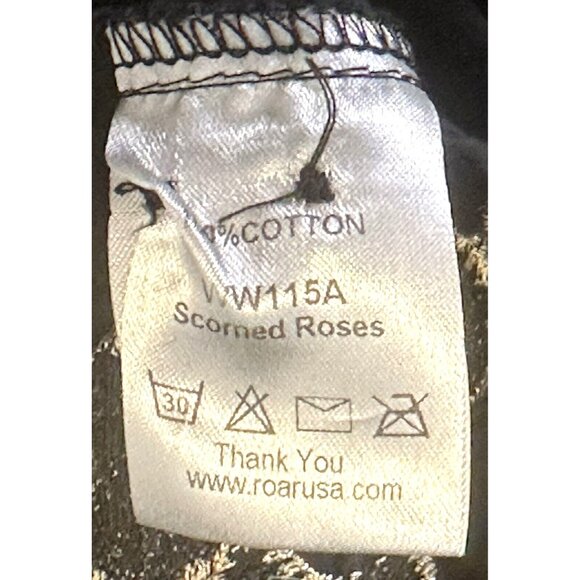 COTTON
WW115A
Scorned Roses
30
Thank You
www.roarusa.com